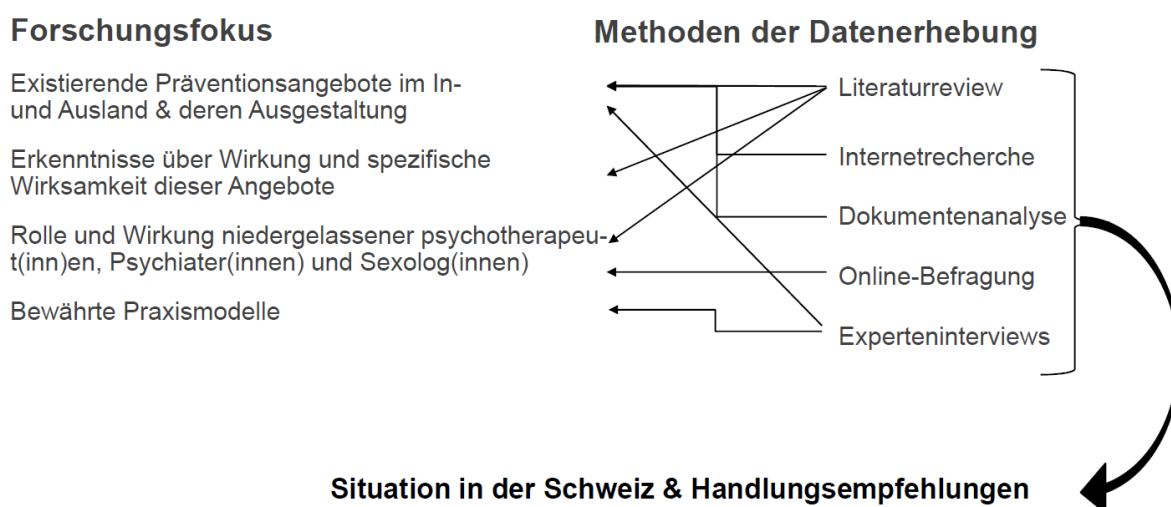 Forschungsfokus
Methoden der Datenerhebung
Existierende Präventionsangebote im In-
und Ausland & deren Ausgestaltung
Erkenntnisse über Wirkung und spezifische
Wirksamkeit dieser Angebote
Rolle und Wirkung niedergelassener psychotherapeu-
t(inn)en, Psychiater(innen) und Sexolog(innen)
Bewährte Praxismodelle
Literaturreview
Internetrecherche
Dokumentenanalyse
Online-Befragung
Experteninterviews
Situation in der Schweiz & Handlungsempfehlungen